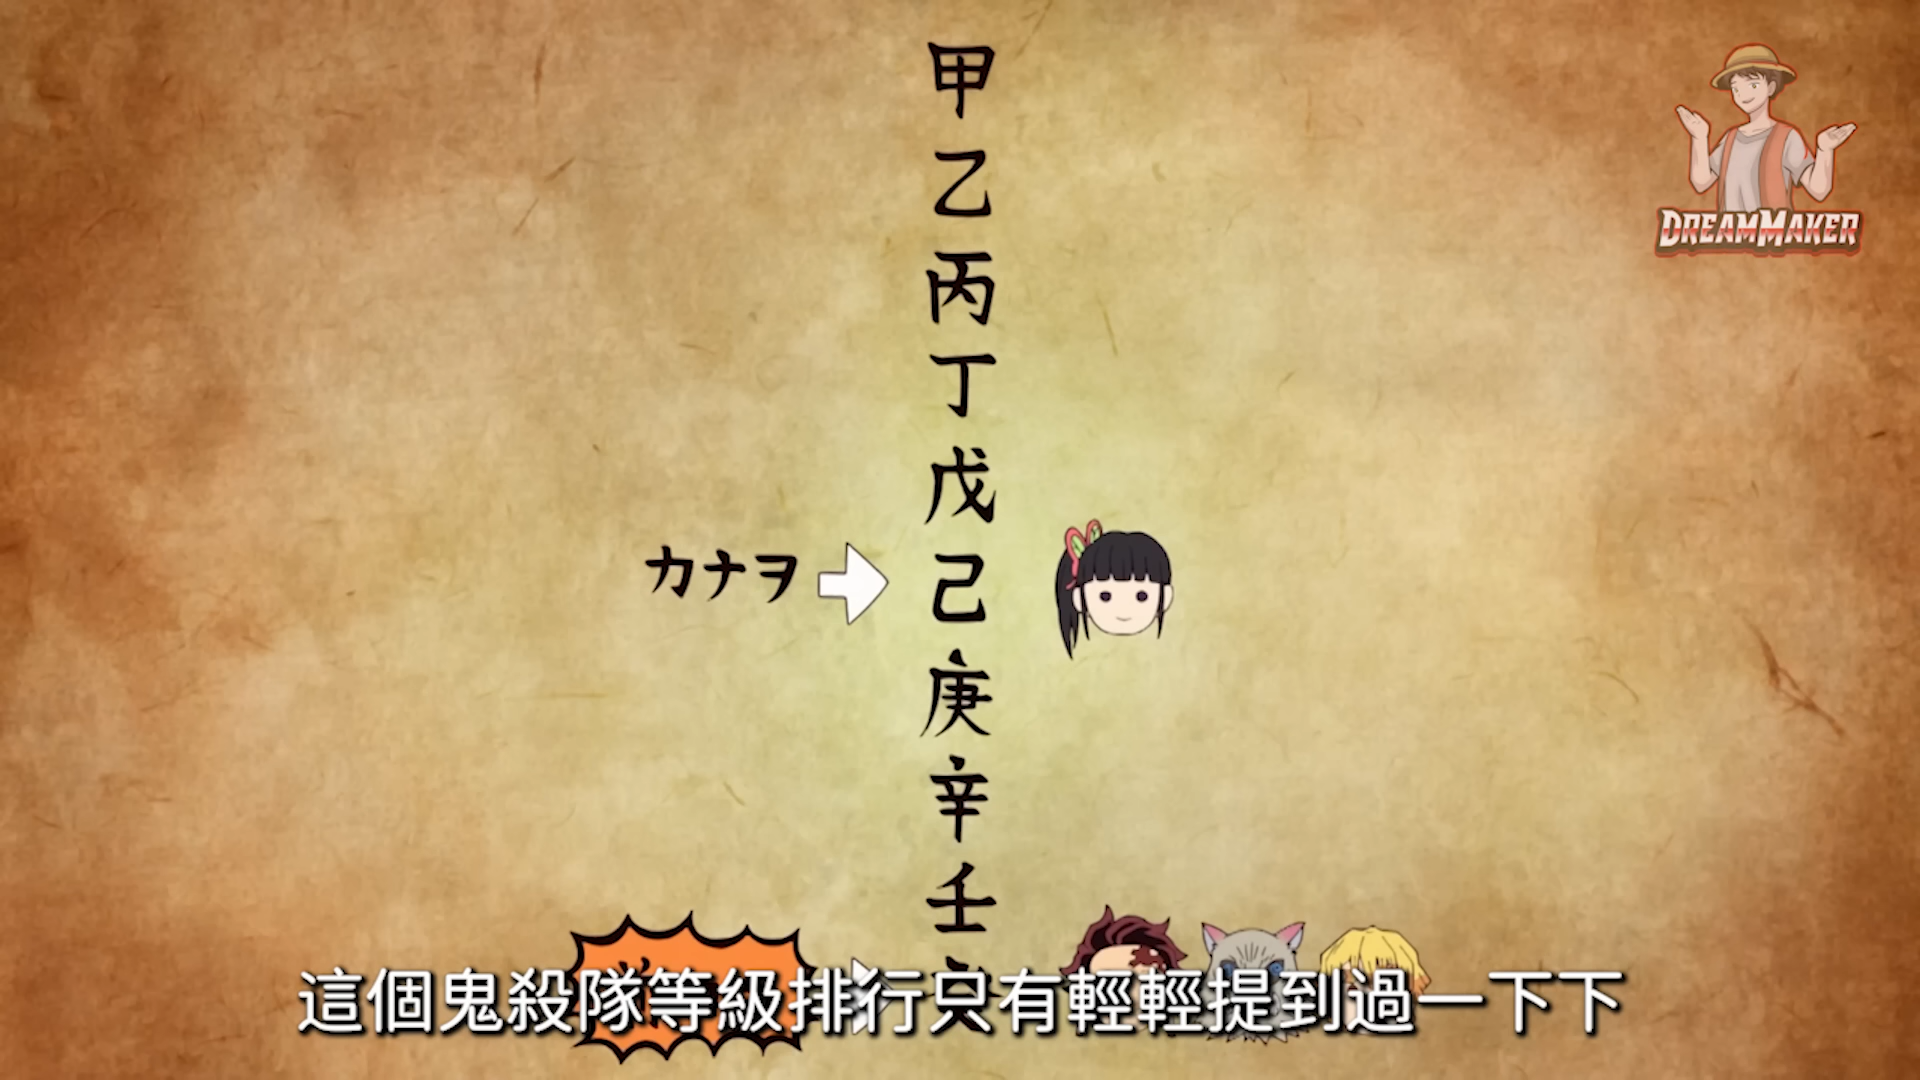 甲
乙
丙
丁
戊
カナヲ
己
庚
辛
壬
DREAMMAKER
這個鬼殺隊等級排行只有輕輕提到過一下下